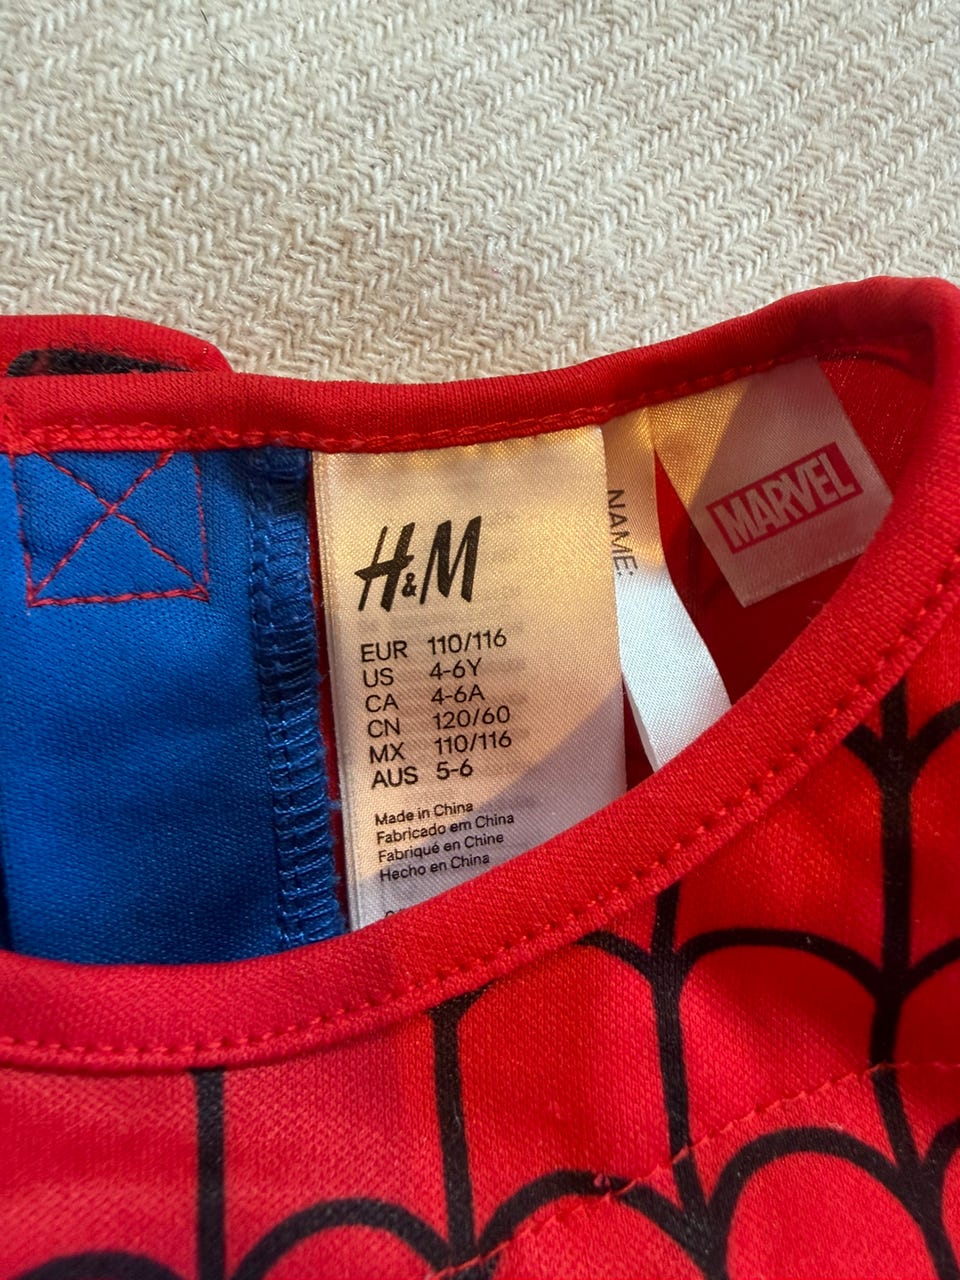 H&M
EUR 110/116
US 4-6Y
CA 4-6A
CN 120/60
MX 110/116
AUS 5-6
Made in China
Fabricado em China
Fabriqué en Chine
Hecho en China
NAME:
MARVEL